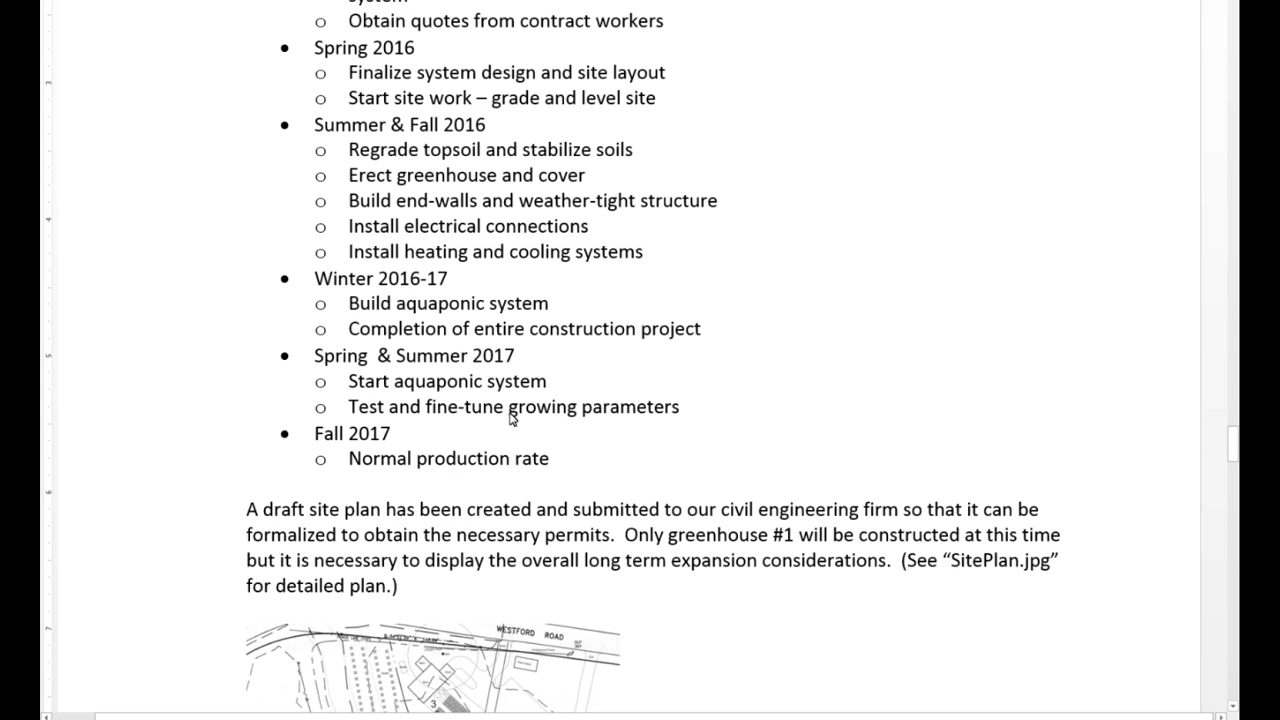 system
o Obtain quotes from contract workers
• Spring 2016
o Finalize system design and site layout
o Start site work – grade and level site
• Summer & Fall 2016
o Regrade topsoil and stabilize soils
o Erect greenhouse and cover
o Build end-walls and weather-tight structure
o Install electrical connections
o Install heating and cooling systems
• Winter 2016-17
o Build aquaponic system
o Completion of entire construction project
• Spring  & Summer 2017
o Start aquaponic system
o Test and fine-tune growing parameters
• Fall 2017
o Normal production rate
A draft site plan has been created and submitted to our civil engineering firm so that it can be
formalized to obtain the necessary permits.  Only greenhouse #1 will be constructed at this time
but it is necessary to display the overall long term expansion considerations.  (See “SitePlan.jpg”
for detailed plan.)
WESTFORD ROAD
3